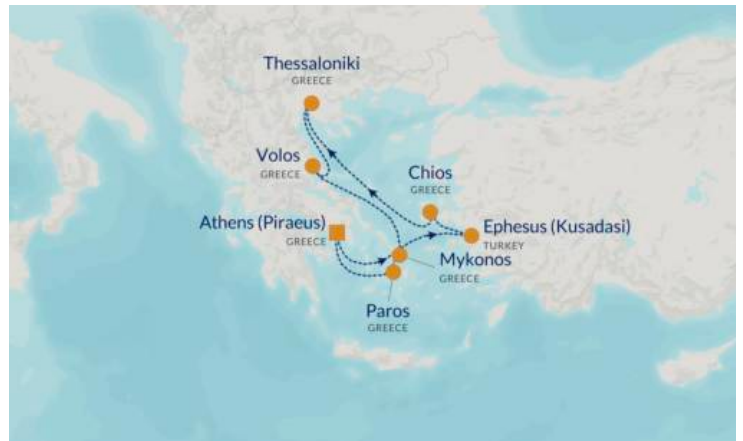 Thessaloniki
GREECE
Volos
GREECE
Chios
GREECE
Athens (Piraeus)
GREECE
Ephesus (Kusadasi)
TURKEY
Mykonos
GREECE
Paros
GREECE